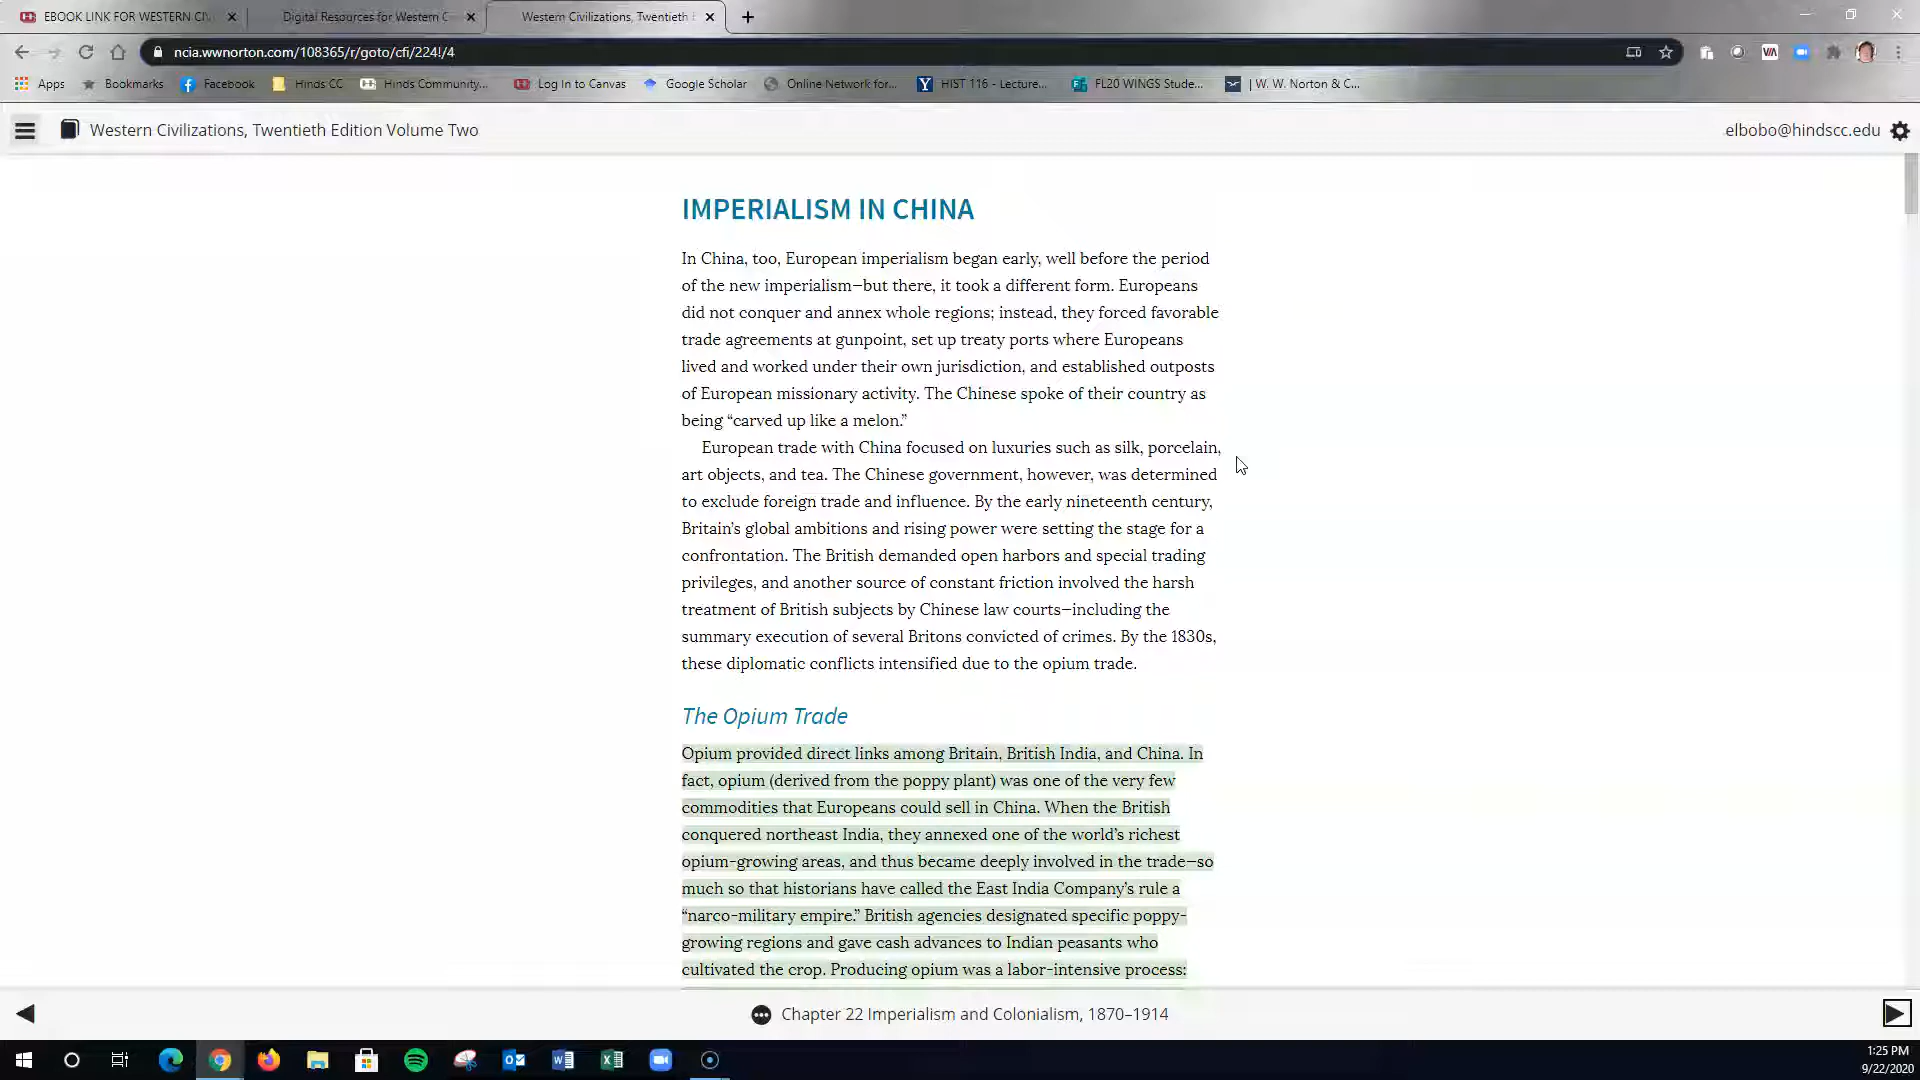 EBOOK LINK FOR WESTERN CIV
Digital Resources for Western C
Western Civilizations, Twentieth E
ncia.wwnorton.com/108365/r/goto/cfi/224!/4
Apps
Bookmarks
Facebook
Hinds CC
Hinds Community...
Log In to Canvas
Google Scholar
Online Network for...
HIST 116 - Lecture...
FL20 WINGS Stude...
| W. W. Norton & C...
Western Civilizations, Twentieth Edition Volume Two
elbobo@hindscc.edu
IMPERIALISM IN CHINA
In China, too, European imperialism began early, well before the period
of the new imperialism—but there, it took a different form. Europeans
did not conquer and annex whole regions; instead, they forced favorable
trade agreements at gunpoint, set up treaty ports where Europeans
lived and worked under their own jurisdiction, and established outposts
of European missionary activity. The Chinese spoke of their country as
being “carved up like a melon.”
European trade with China focused on luxuries such as silk, porcelain,
art objects, and tea. The Chinese government, however, was determined
to exclude foreign trade and influence. By the early nineteenth century,
Britain’s global ambitions and rising power were setting the stage for a
confrontation. The British demanded open harbors and special trading
privileges, and another source of constant friction involved the harsh
treatment of British subjects by Chinese law courts—including the
summary execution of several Britons convicted of crimes. By the 1830s,
these diplomatic conflicts intensified due to the opium trade.
The Opium Trade
Opium provided direct links among Britain, British India, and China. In
fact, opium (derived from the poppy plant) was one of the very few
commodities that Europeans could sell in China. When the British
conquered northeast India, they annexed one of the world’s richest
opium-growing areas, and thus became deeply involved in the trade—so
much so that historians have called the East India Company’s rule a
“narco-military empire.” British agencies designated specific poppy-
growing regions and gave cash advances to Indian peasants who
cultivated the crop. Producing opium was a labor-intensive process:
Chapter 22 Imperialism and Colonialism, 1870–1914
1:25 PM
9/22/2020